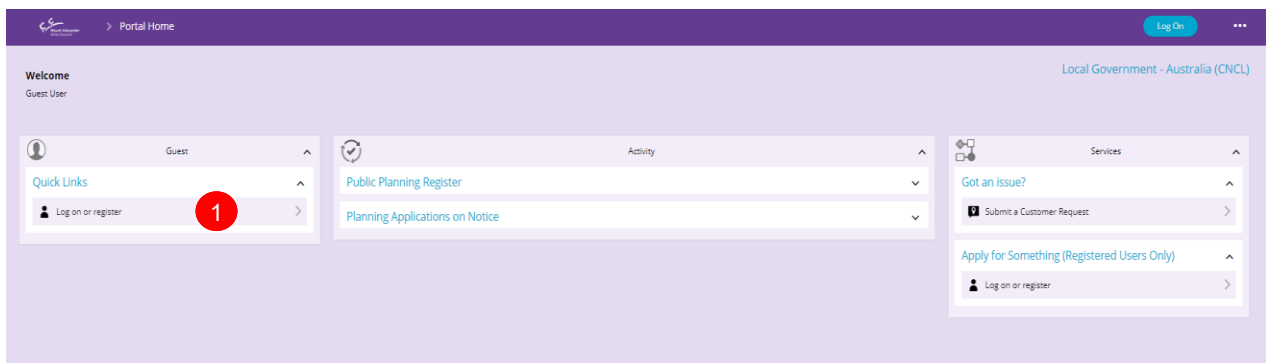 Portal Home
Log On
Welcome
Guest User
Local Government - Australia (CNCL)
Guest
Quick Links
Log on or register
1
Activity
Public Planning Register
Planning Applications on Notice
Services
Got an issue?
Submit a Customer Request
Apply for Something (Registered Users Only)
Log on or register